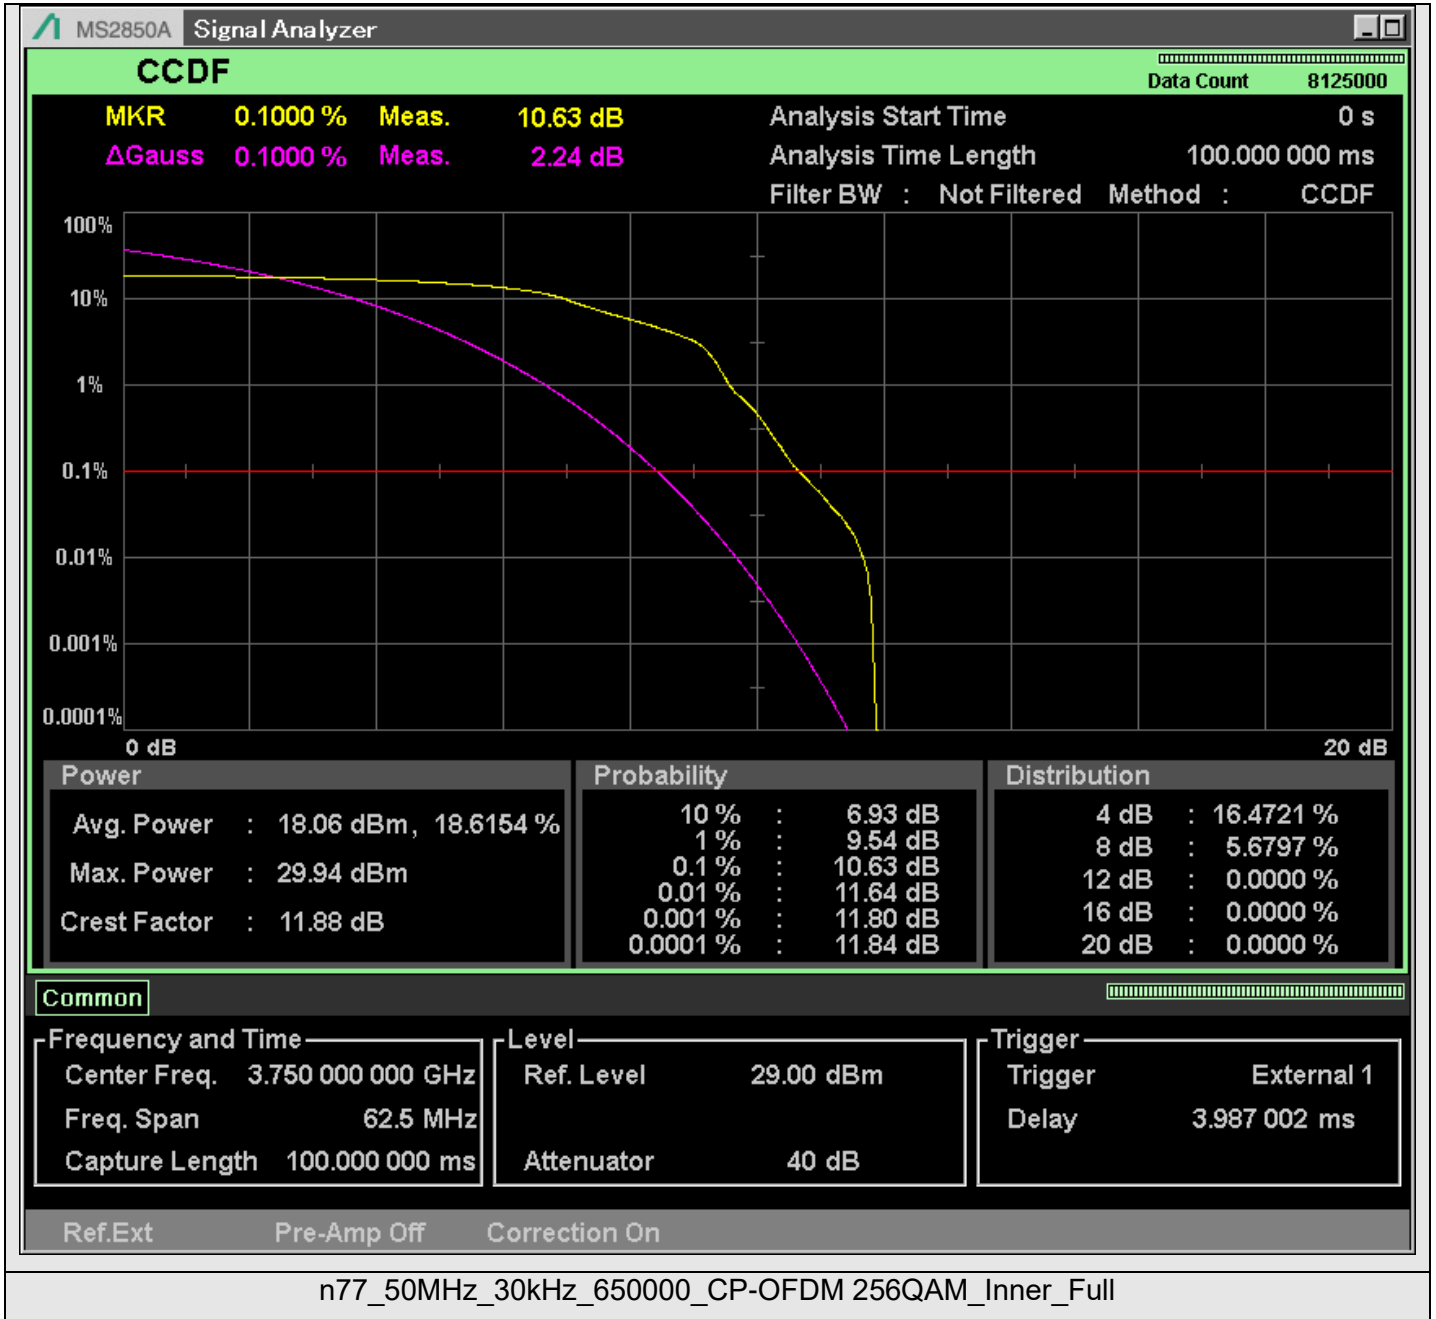 MS2850A Signal Analyzer
CCDF
Data Count 8125000
MKR 0.1000 % Meas. 10.63 dB
ΔGauss 0.1000 % Meas. 2.24 dB
Analysis Start Time 0 s
Analysis Time Length 100.000 000 ms
Filter BW : Not Filtered Method : CCDF
100%
10%
1%
0.1%
0.01%
0.001%
0.0001%
0 dB 20 dB
Power
Avg. Power : 18.06 dBm, 18.6154 %
Max. Power : 29.94 dBm
Crest Factor : 11.88 dB
Probability
10 % : 6.93 dB
1 % : 9.54 dB
0.1 % : 10.63 dB
0.01 % : 11.64 dB
0.001 % : 11.80 dB
0.0001 % : 11.84 dB
Distribution
4 dB : 16.4721 %
8 dB : 5.6797 %
12 dB : 0.0000 %
16 dB : 0.0000 %
20 dB : 0.0000 %
Common
Frequency and Time
Center Freq. 3.750 000 000 GHz
Freq. Span 62.5 MHz
Capture Length 100.000 000 ms
Level
Ref. Level 29.00 dBm
Attenuator 40 dB
Trigger
Trigger External 1
Delay 3.987 002 ms
Ref.Ext Pre-Amp Off Correction On
n77_50MHz_30kHz_650000_CP-OFDM 256QAM_Inner_Full